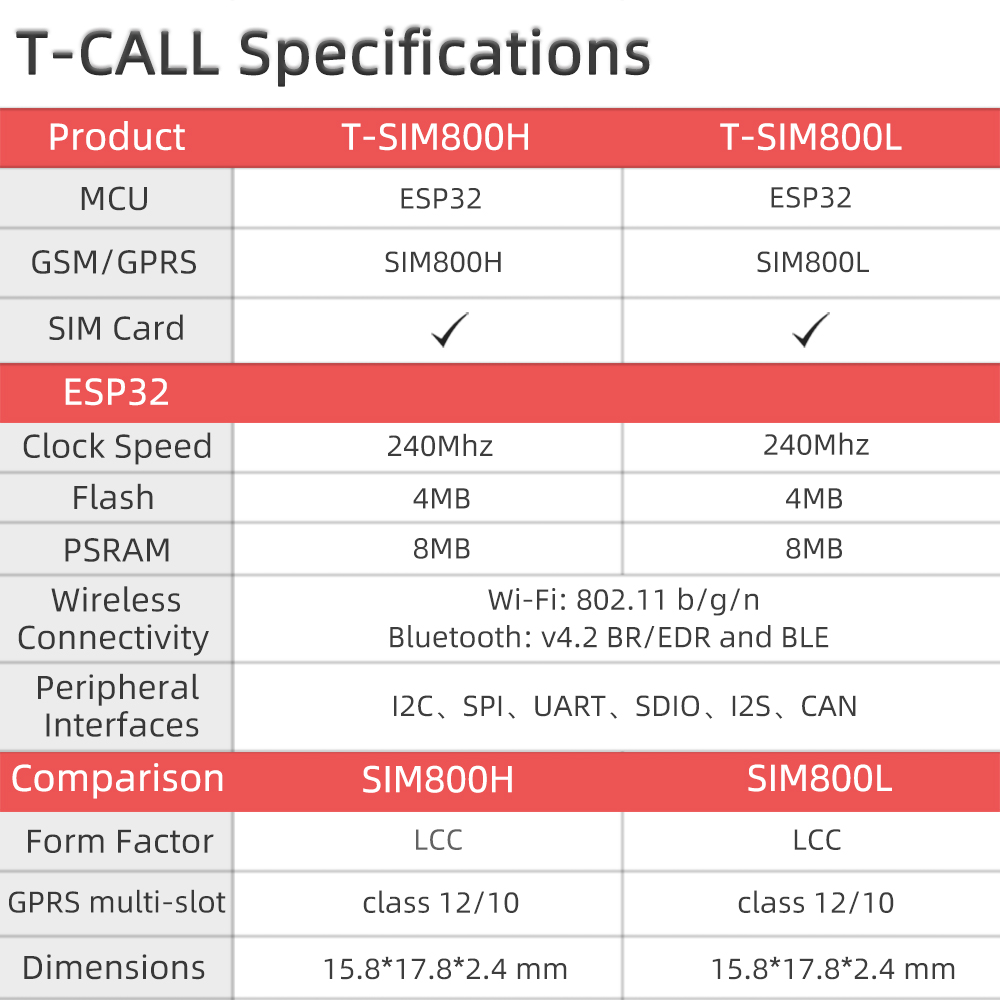 T-CALL Specifications
Product T-SIM800H T-SIM800L
MCU ESP32 ESP32
GSM/GPRS SIM800H SIM800L
SIM Card ✓ ✓
ESP32
Clock Speed 240Mhz 240Mhz
Flash 4MB 4MB
PSRAM 8MB 8MB
Wireless Connectivity
Wi-Fi: 802.11 b/g/n
Bluetooth: v4.2 BR/EDR and BLE
Peripheral Interfaces
I2C、SPI、UART、SDIO、I2S、CAN
Comparison SIM800H SIM800L
Form Factor LCC LCC
GPRS multi-slot class 12/10 class 12/10
Dimensions 15.8*17.8*2.4 mm 15.8*17.8*2.4 mm